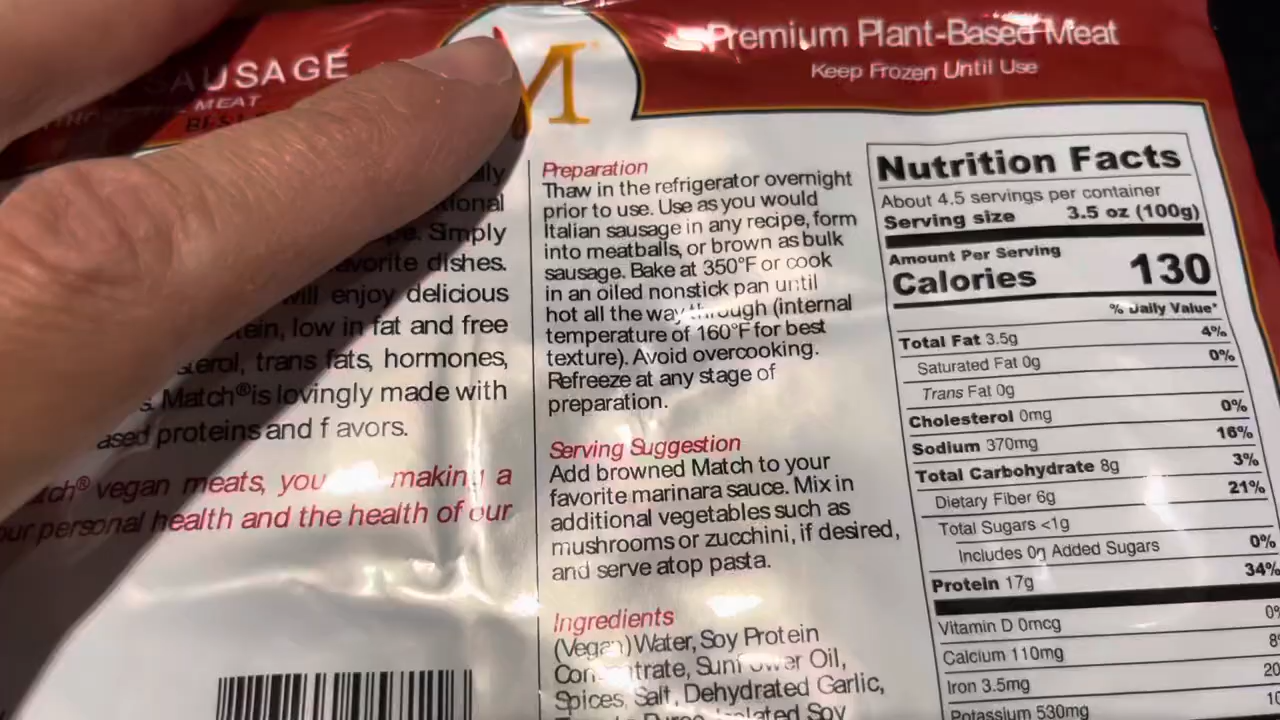 SAUSAGE
MEAT
M
Premium Plant-Based Meat
Keep Frozen Until Use
Simply
dishes.
will enjoy delicious
low in fat and free
trans fats, hormones,
Match® is lovingly made with
proteins and f avors.
® vegan meats, you makin a
personal health and the health of our
Preparation
Thaw in the refrigerator overnight
prior to use. Use as you would
Italian sausage in any recipe, form
into meatballs, or brown as bulk
sausage. Bake at 350°F or cook
in an oiled nonstick pan until
hot all the way through (internal
temperature of 160°F for best
texture). Avoid overcooking.
Refreeze at any stage of
preparation.
Serving Suggestion
Add browned Match to your
favorite marinara sauce. Mix in
additional vegetables such as
mushrooms or zucchini, if desired,
and serve atop pasta.
Ingredients
(Vegan) Water, Soy Protein
Concentrate, Sunflower Oil,
Spices, Salt, Dehydrated Garlic,
Soy
Nutrition Facts
About 4.5 servings per container
Serving size 3.5 oz (100g)
Amount Per Serving
Calories 130
% Daily Value*
Total Fat 3.5g 4%
Saturated Fat 0g 0%
Trans Fat 0g
Cholesterol 0mg 0%
Sodium 370mg 16%
Total Carbohydrate 8g 3%
Dietary Fiber 6g 21%
Total Sugars <1g
Includes 0g Added Sugars 0%
Protein 17g 34%
Vitamin D 0mcg 0%
Calcium 110mg 8
Iron 3.5mg 20
Potassium 530mg 10